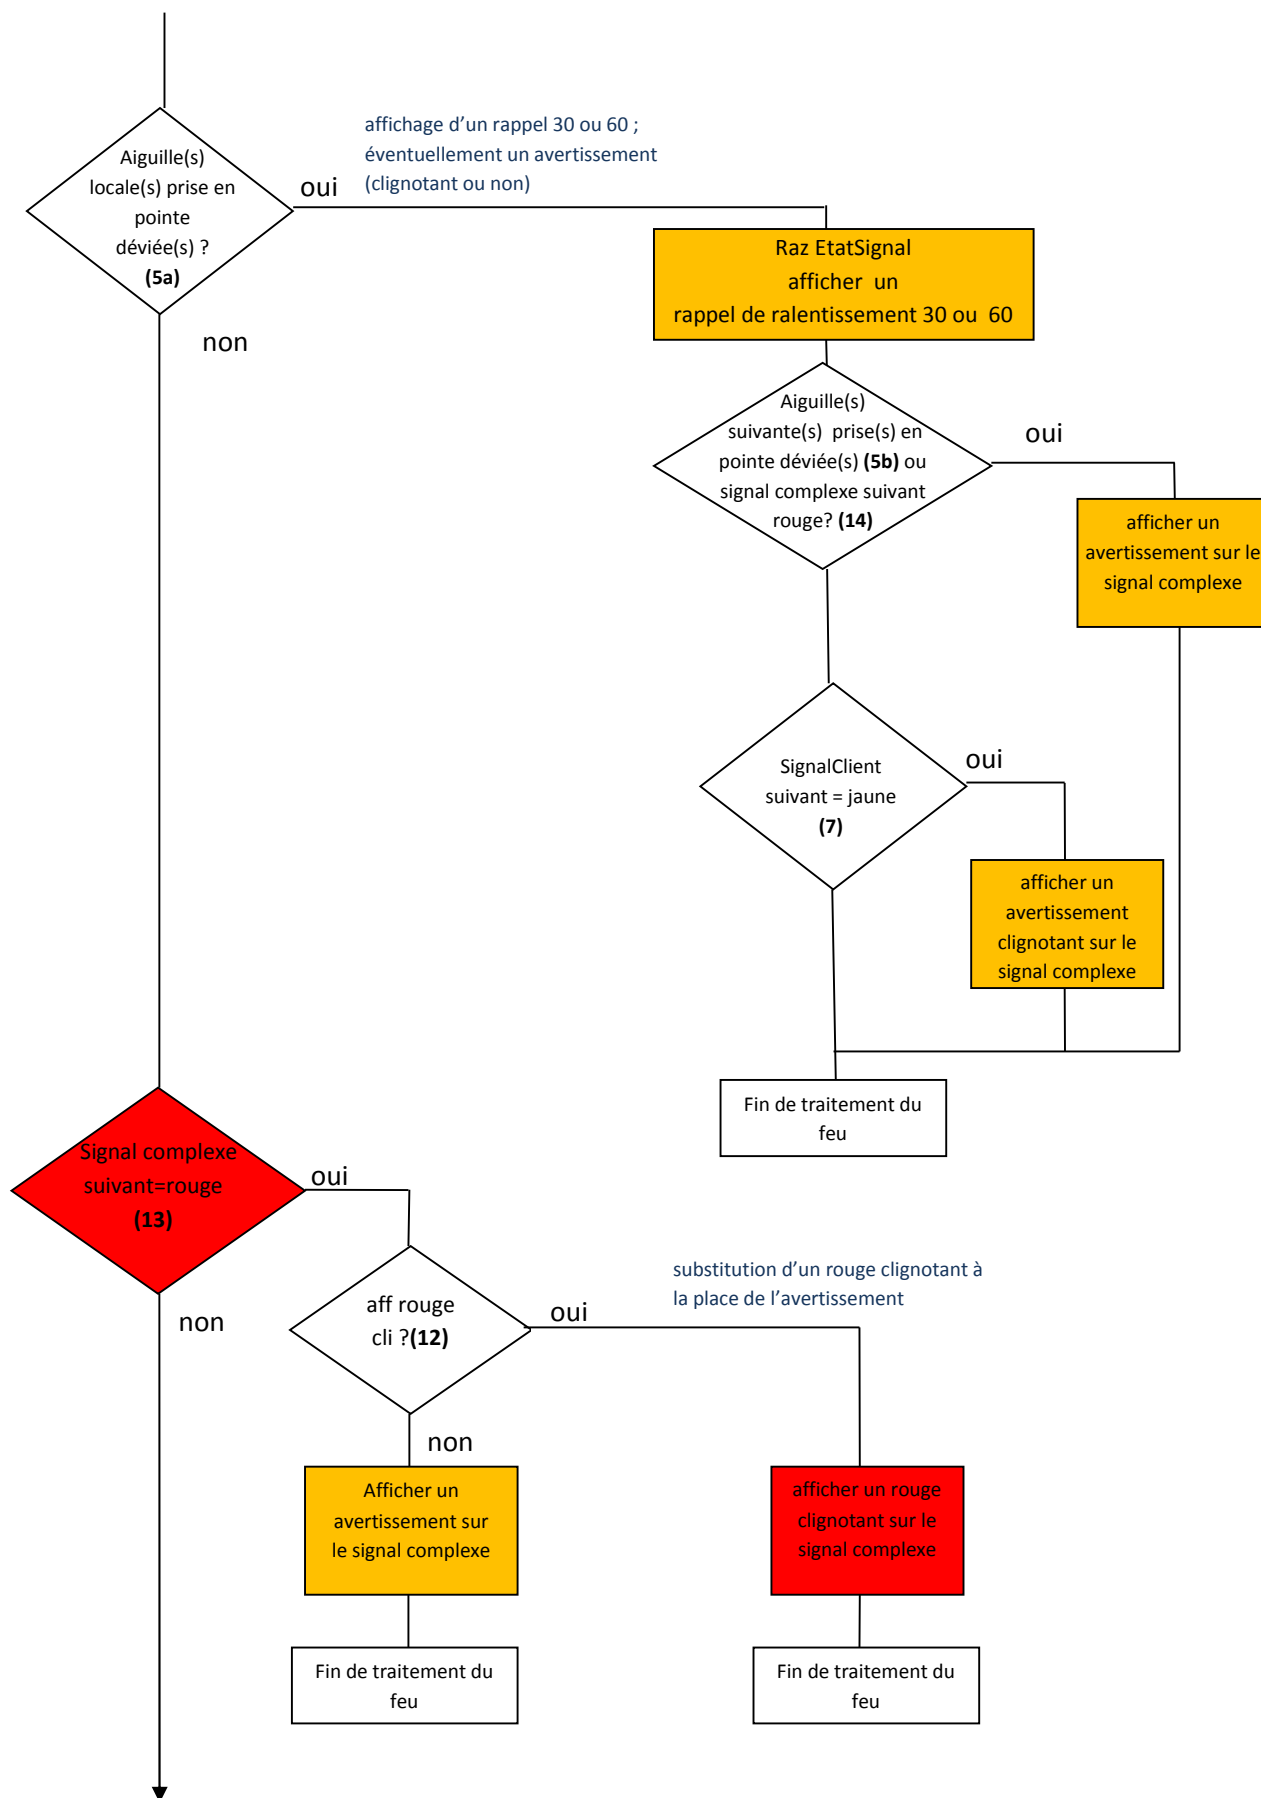 affichage d’un rappel 30 ou 60 ;
éventuellement un avertissement
(clignotant ou non)
Aiguille(s)
locale(s) prise en
pointe
déviée(s) ?
(5a)
oui
non
Raz EtatSignal
afficher un
rappel de ralentissement 30 ou 60
Aiguille(s)
suivante(s) prise(s) en
pointe déviée(s) (5b) ou
signal complexe suivant
rouge? (14)
oui
afficher un
avertissement sur le
signal complexe
SignalClient
suivant = jaune
(7)
oui
afficher un
avertissement
clignotant sur le
signal complexe
Fin de traitement du
feu
Signal complexe
suivant=rouge
(13)
oui
non
aff rouge
cli ?(12)
oui
non
substitution d’un rouge clignotant à
la place de l’avertissement
Afficher un
avertissement sur
le signal complexe
afficher un rouge
clignotant sur le
signal complexe
Fin de traitement du
feu
Fin de traitement du
feu